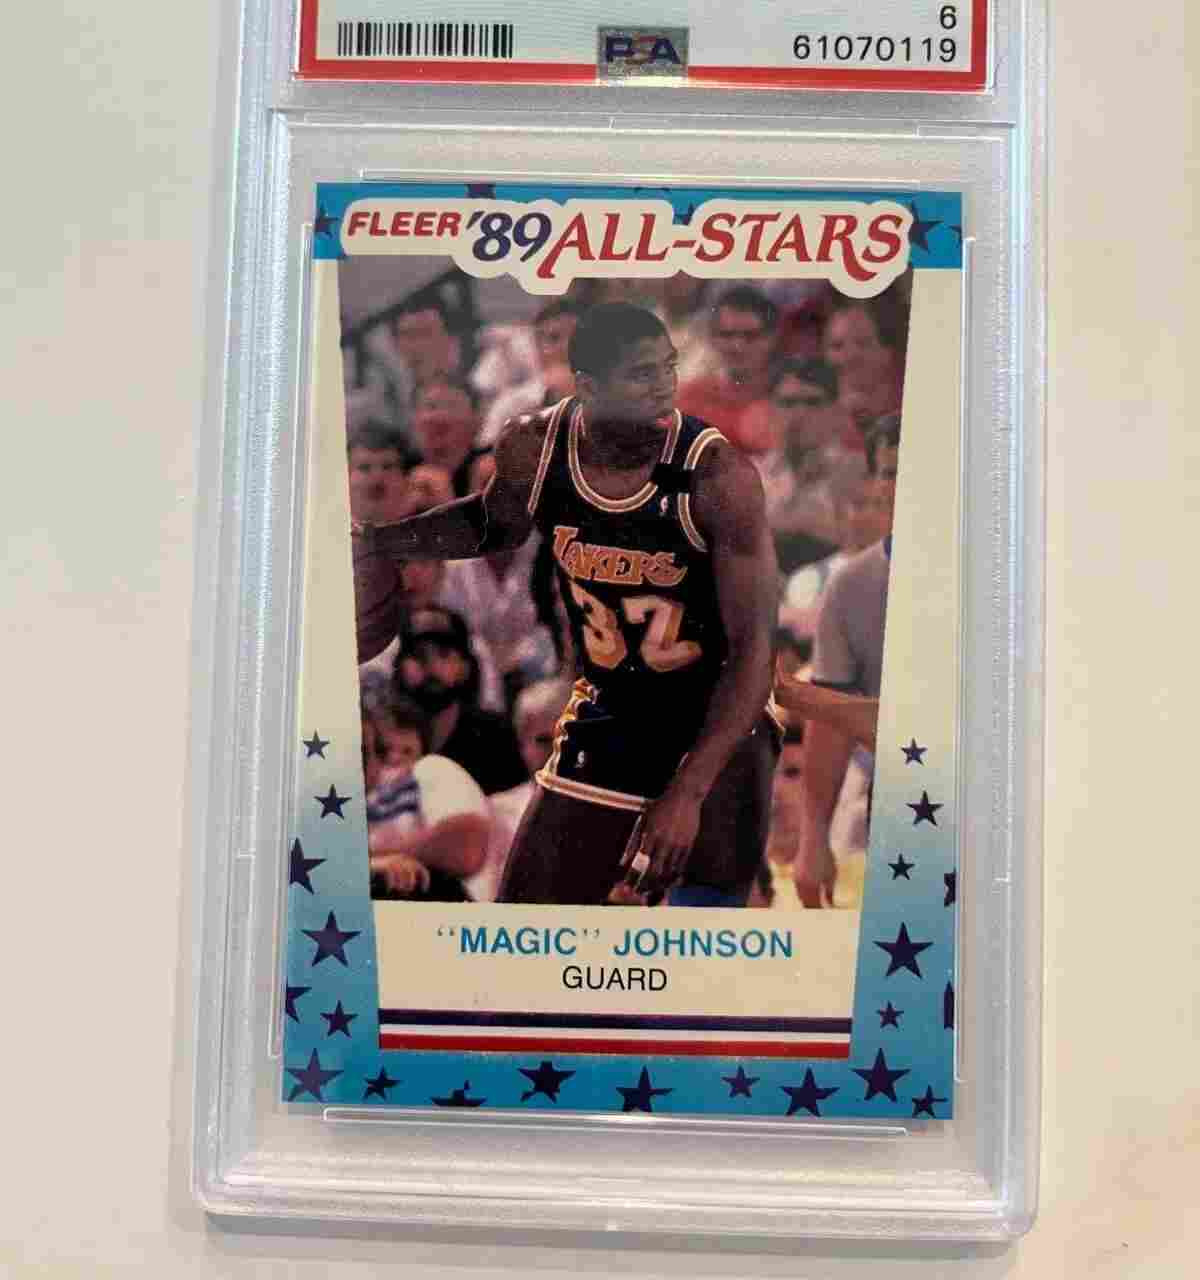 6
PSA 61070119
FLEER '89 ALL-STARS
LAKERS
32
"MAGIC" JOHNSON
GUARD